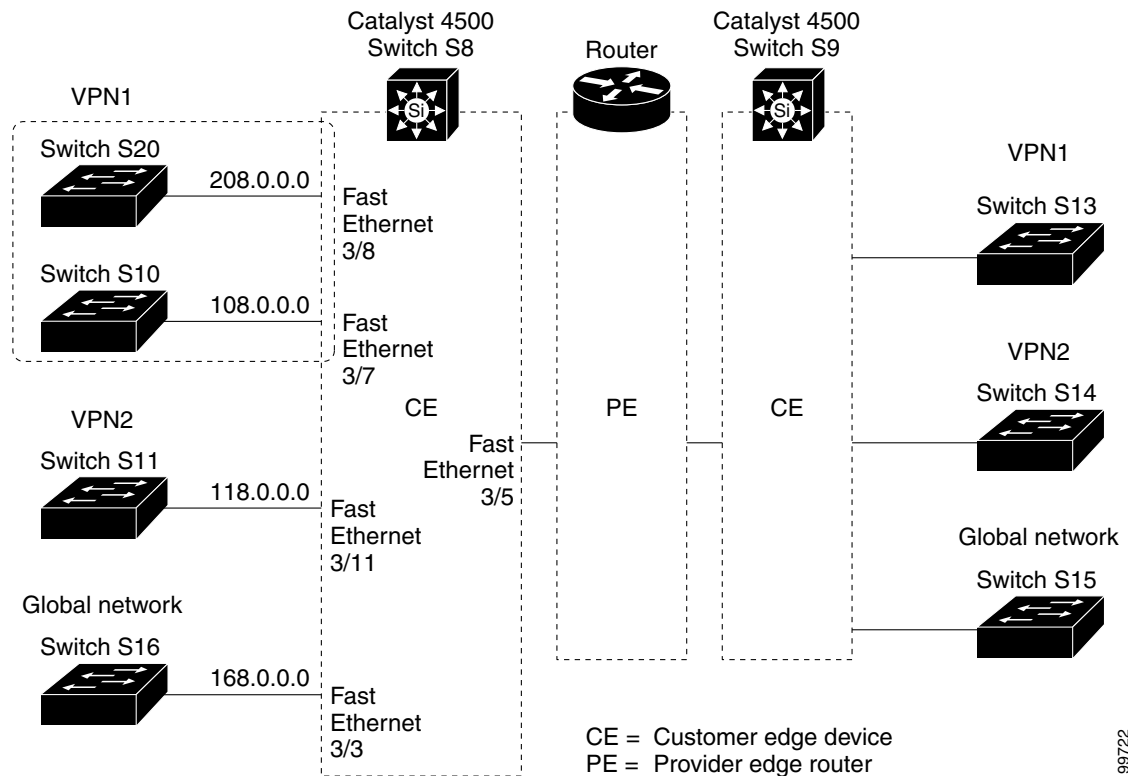 Catalyst 4500
Switch S8
Router
Catalyst 4500
Switch S9
Si
Si
VPN1
Switch S20
208.0.0.0
Fast
Ethernet
3/8
Switch S10
108.0.0.0
Fast
Ethernet
3/7
VPN2
Switch S11
118.0.0.0
Fast
Ethernet
3/11
Global network
Switch S16
168.0.0.0
Fast
Ethernet
3/3
CE
Fast
Ethernet
3/5
PE
CE
VPN1
Switch S13
VPN2
Switch S14
Global network
Switch S15
CE = Customer edge device
PE = Provider edge router
99722